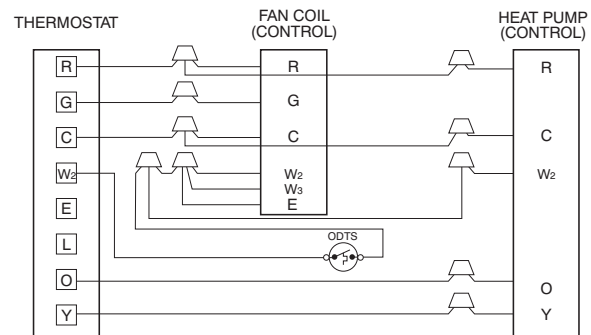 THERMOSTAT
FAN COIL
(CONTROL)
HEAT PUMP
(CONTROL)
R
G
C
W2
E
L
O
Y
R
G
C
W2
W3
E
ODTS
R
C
W2
O
Y